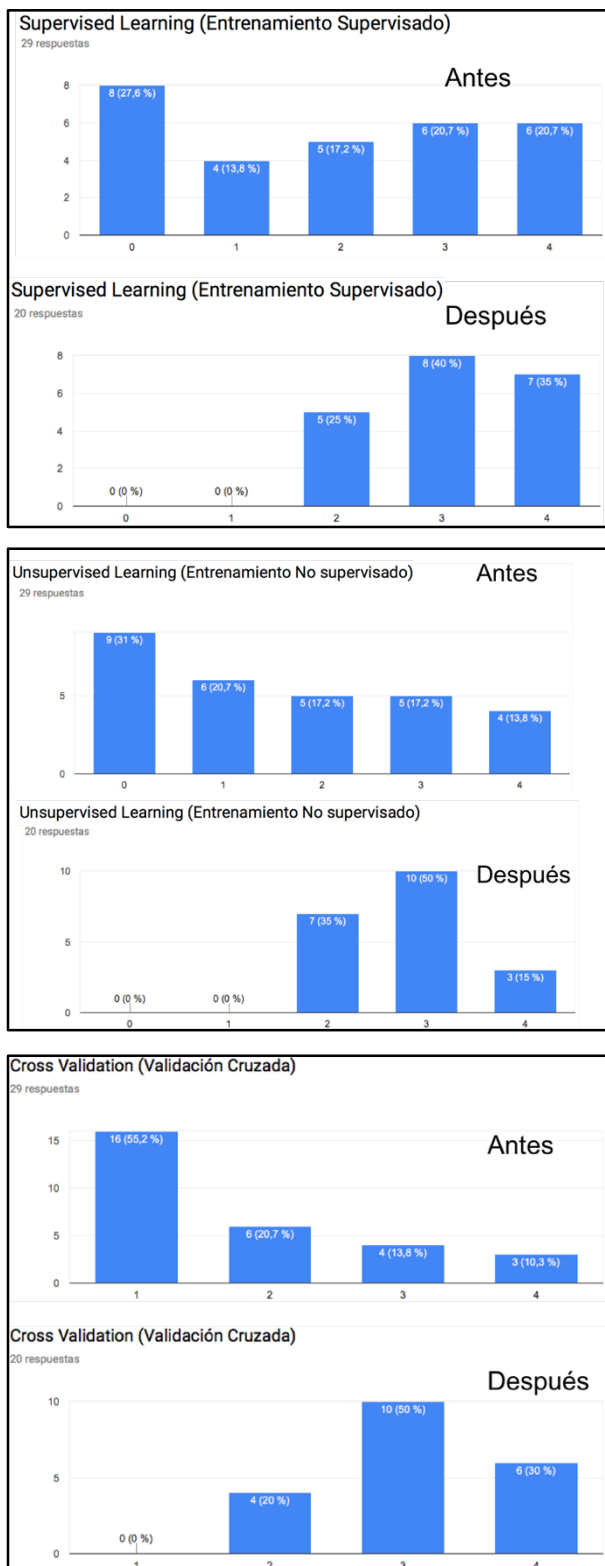 Supervised Learning (Entrenamiento Supervisado)
29 respuestas
Antes
8
6
4
2
0
8 (27,6 %)
4 (13,8 %)
5 (17,2 %)
6 (20,7 %)
6 (20,7 %)
0 1 2 3 4
Supervised Learning (Entrenamiento Supervisado)
20 respuestas
Después
8
6
4
2
0
0 (0 %)
0 (0 %)
5 (25 %)
8 (40 %)
7 (35 %)
0 1 2 3 4
Unsupervised Learning (Entrenamiento No supervisado)
Antes
29 respuestas
5
0
9 (31 %)
6 (20,7 %)
5 (17,2 %)
5 (17,2 %)
4 (13,8 %)
0 1 2 3 4
Unsupervised Learning (Entrenamiento No supervisado)
20 respuestas
Después
10
5
0
0 (0 %)
0 (0 %)
7 (35 %)
10 (50 %)
3 (15 %)
0 1 2 3 4
Cross Validation (Validación Cruzada)
29 respuestas
Antes
15
10
5
0
16 (55,2 %)
6 (20,7 %)
4 (13,8 %)
3 (10,3 %)
1 2 3 4
Cross Validation (Validación Cruzada)
20 respuestas
Después
10
5
0
0 (0 %)
4 (20 %)
10 (50 %)
6 (30 %)
1 2 3 4